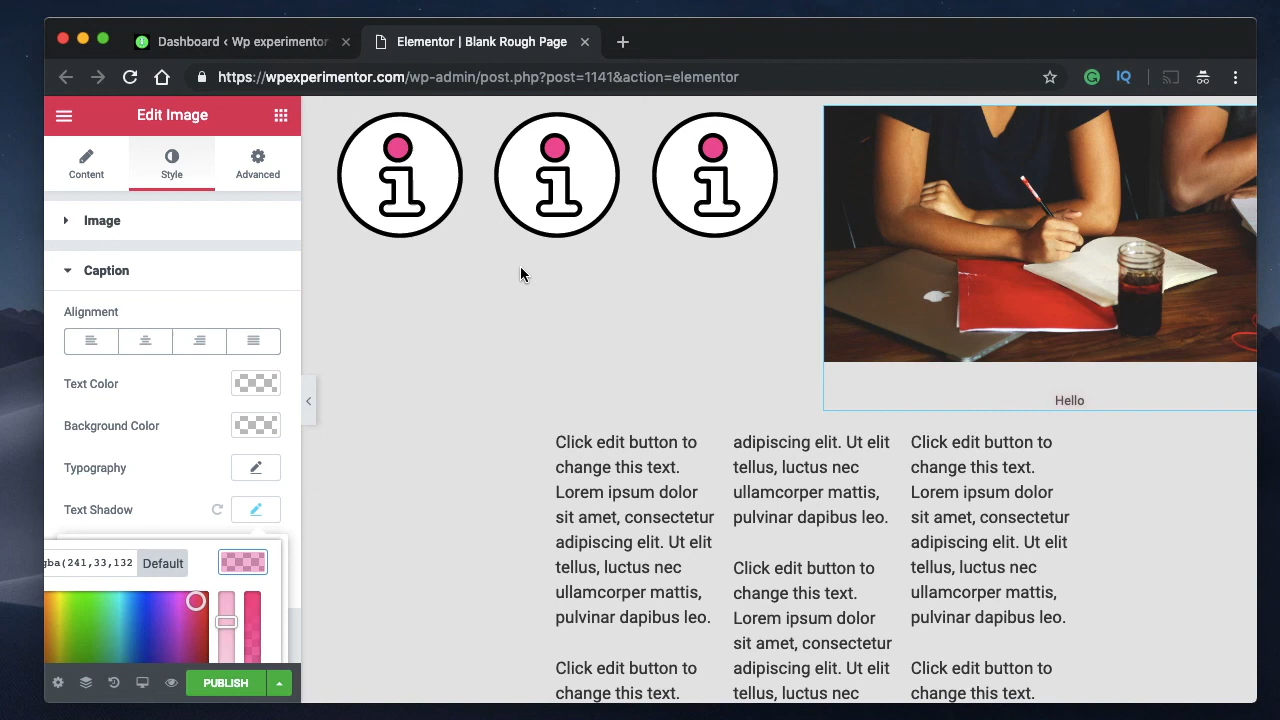 Dashboard ‹ Wp experimentor
Elementor | Blank Rough Page
https://wpexperimentor.com/wp-admin/post.php?post=1141&action=elementor
IQ
Edit Image
Content
Style
Advanced
Image
Caption
Alignment
Text Color
Background Color
Typography
Text Shadow
gba(241,33,132
Default
PUBLISH
i
i
i
Hello
Click edit button to
change this text.
Lorem ipsum dolor
sit amet, consectetur
adipiscing elit. Ut elit
tellus, luctus nec
ullamcorper mattis,
pulvinar dapibus leo.
Click edit button to
change this text.
adipiscing elit. Ut elit
tellus, luctus nec
ullamcorper mattis,
pulvinar dapibus leo.
Click edit button to
change this text.
Lorem ipsum dolor
sit amet, consectetur
adipiscing elit. Ut elit
tellus, luctus nec
Click edit button to
change this text.
Lorem ipsum dolor
sit amet, consectetur
adipiscing elit. Ut elit
tellus, luctus nec
ullamcorper mattis,
pulvinar dapibus leo.
Click edit button to
change this text.